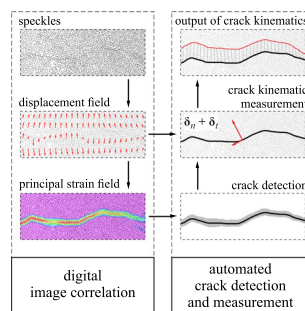 speckles
displacement field
principal strain field
digital
image correlation
output of crack kinematics
crack kinematic
measurement
δn + δt
crack detection
automated
crack detection
and measurement